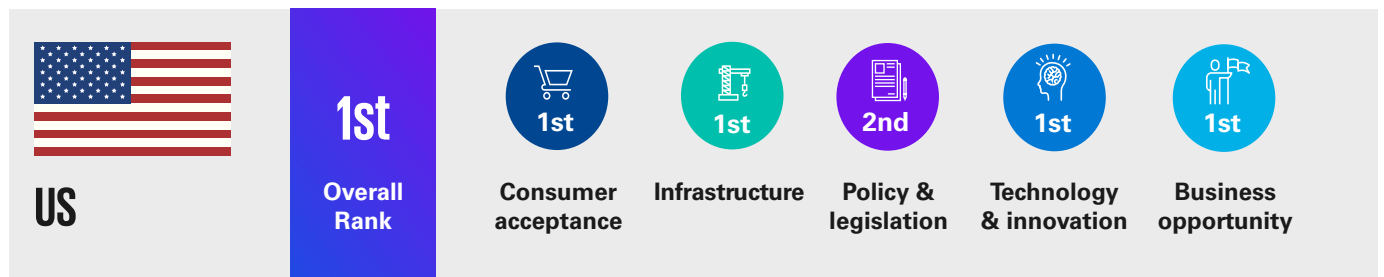 US
1st
Overall
Rank
1st
Consumer
acceptance
1st
Infrastructure
2nd
Policy &
legislation
1st
Technology
& innovation
1st
Business
opportunity